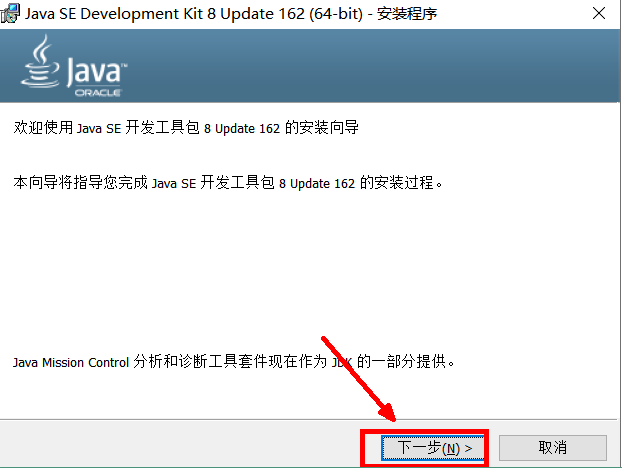 Java SE Development Kit 8 Update 162 (64-bit) - 安装程序
Java™
ORACLE
欢迎使用 Java SE 开发工具包 8 Update 162 的安装向导
本向导将指导您完成 Java SE 开发工具包 8 Update 162 的安装过程。
Java Mission Control 分析和诊断工具套件现在作为 JDK 的一部分提供。
下一步(N) >
取消